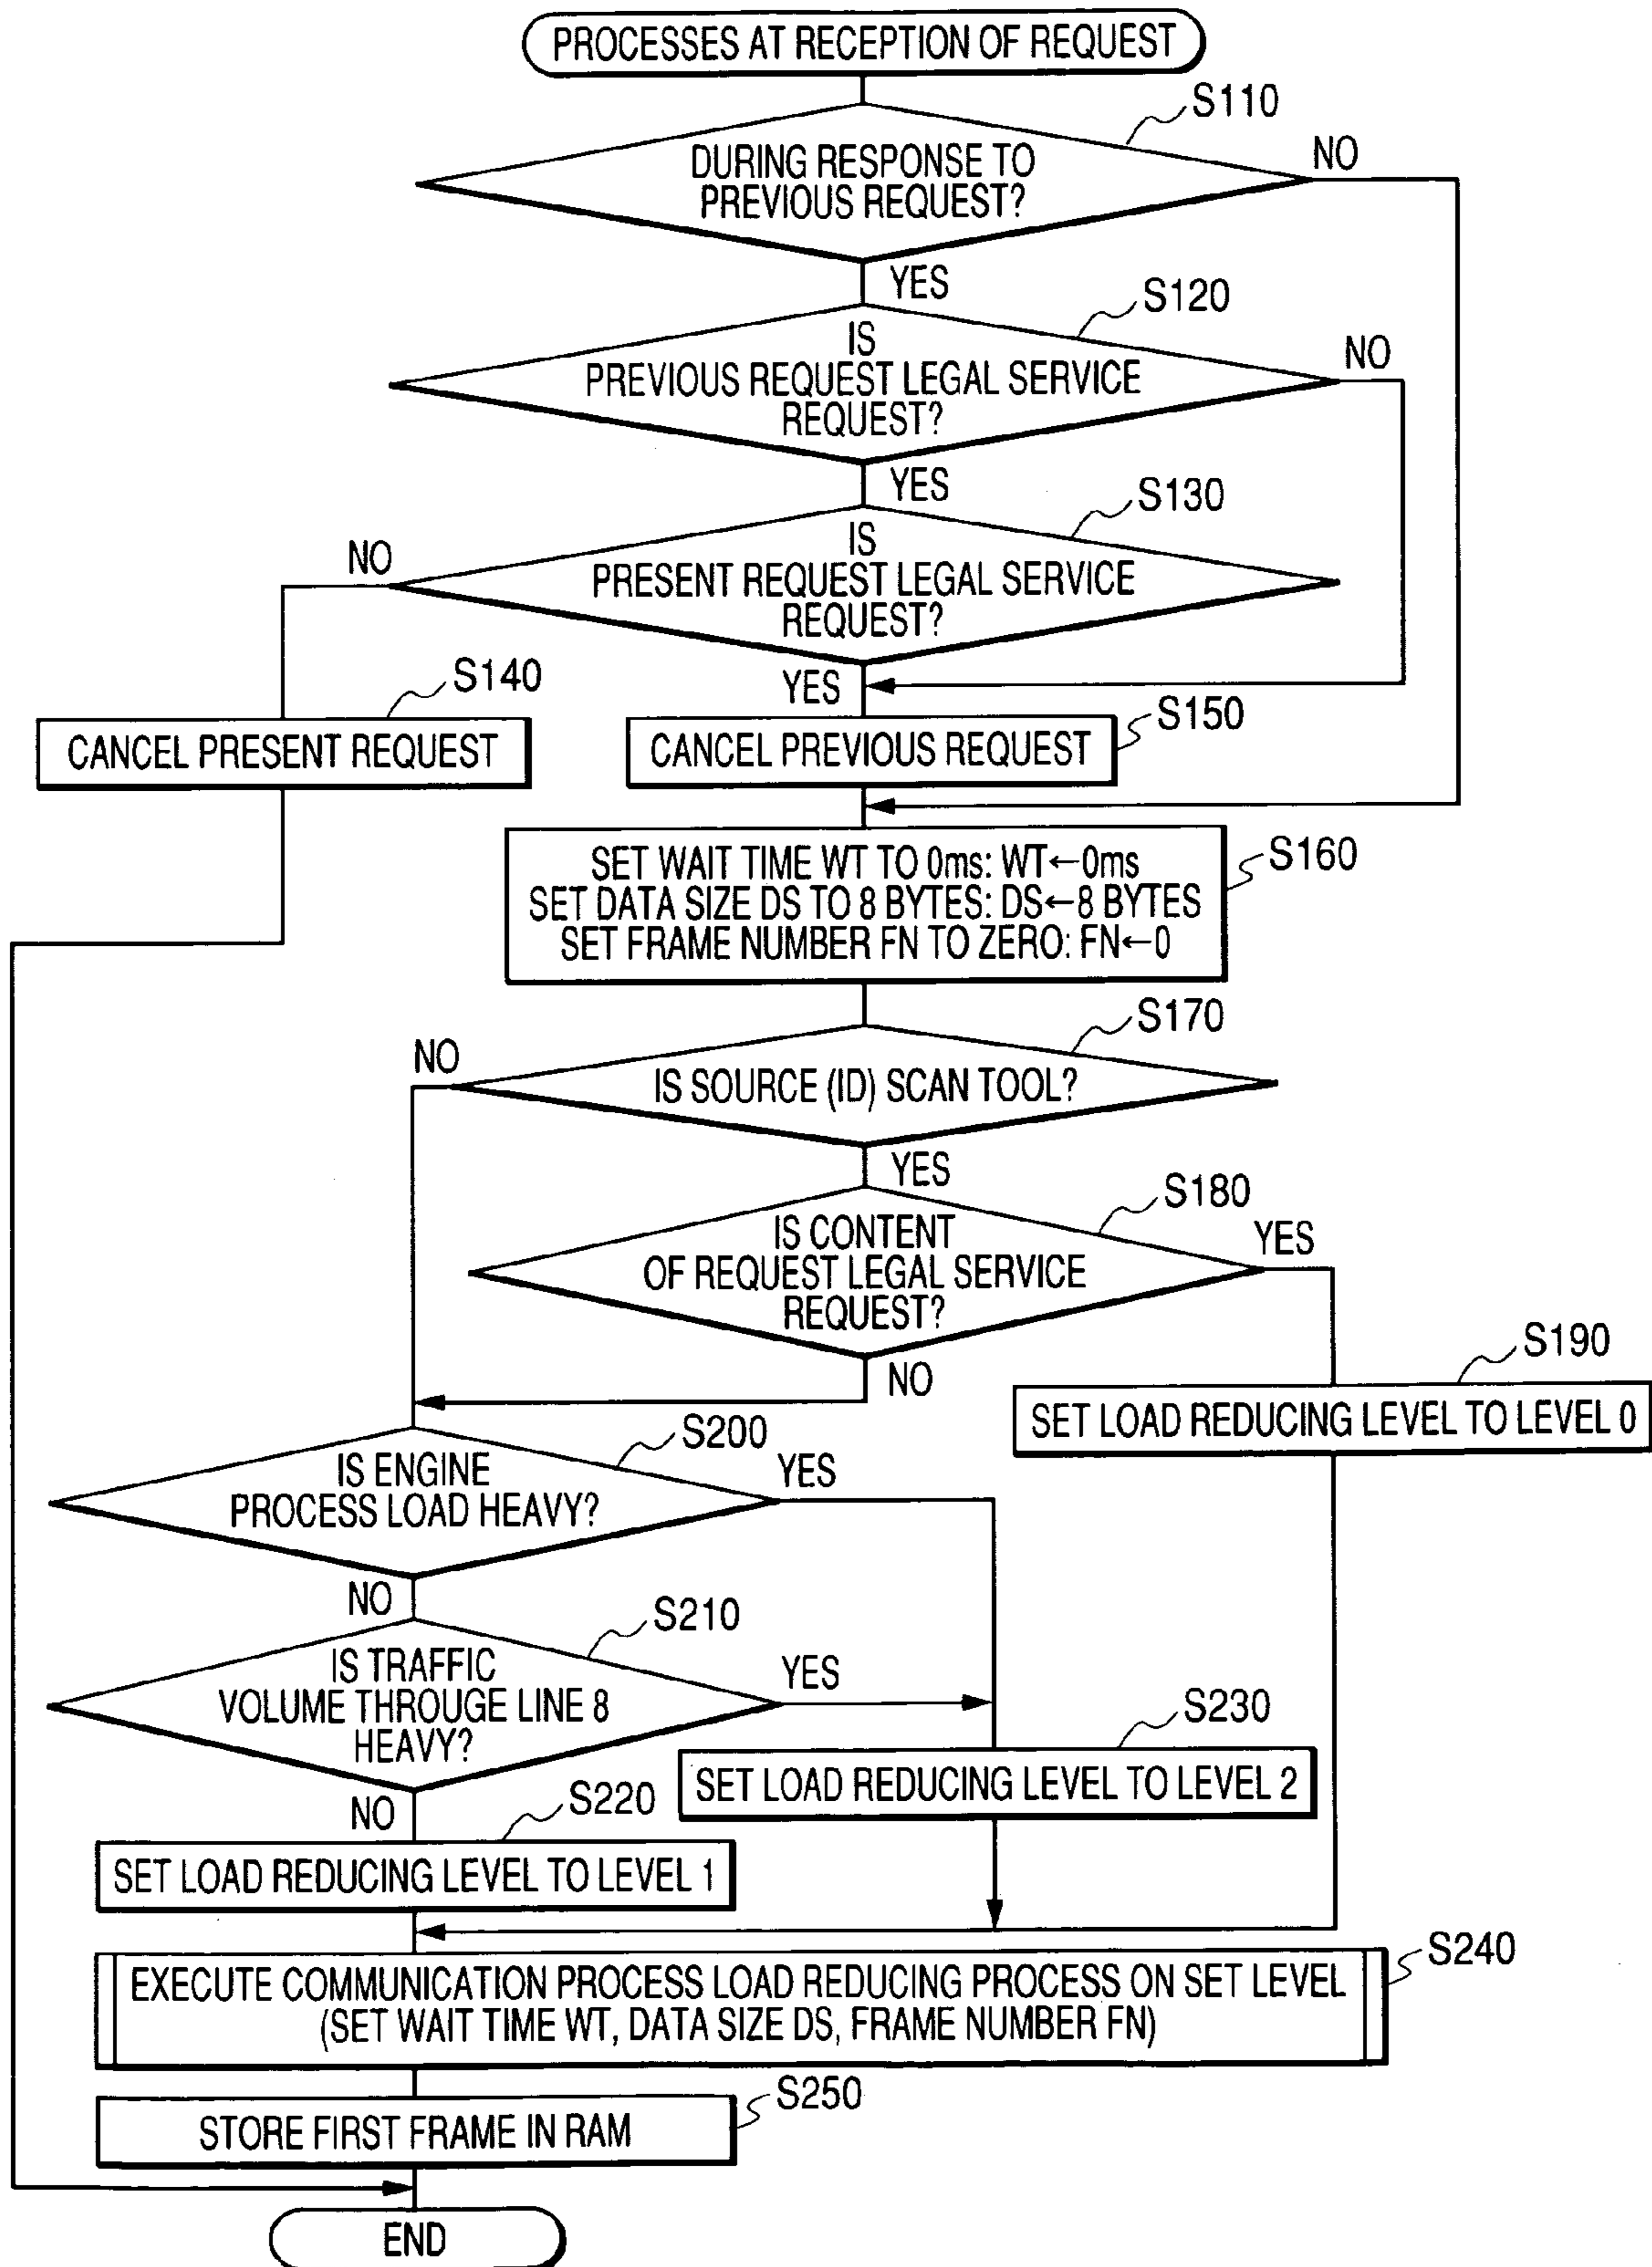 PROCESSES AT RECEPTION OF REQUEST
S110
DURING RESPONSE TO
PREVIOUS REQUEST?
NO
YES
S120
IS
PREVIOUS REQUEST LEGAL SERVICE
REQUEST?
NO
YES
S130
IS
PRESENT REQUEST LEGAL SERVICE
REQUEST?
NO
YES
S140
CANCEL PRESENT REQUEST
S150
CANCEL PREVIOUS REQUEST
S160
SET WAIT TIME WT TO 0ms: WT←0ms
SET DATA SIZE DS TO 8 BYTES: DS←8 BYTES
SET FRAME NUMBER FN TO ZERO: FN←0
S170
NO
IS SOURCE (ID) SCAN TOOL?
YES
S180
IS CONTENT
OF REQUEST LEGAL SERVICE
REQUEST?
YES
NO
S190
SET LOAD REDUCING LEVEL TO LEVEL 0
S200
IS ENGINE
PROCESS LOAD HEAVY?
YES
NO
S210
IS TRAFFIC
VOLUME THROUGE LINE 8
HEAVY?
YES
NO
S230
SET LOAD REDUCING LEVEL TO LEVEL 2
S220
SET LOAD REDUCING LEVEL TO LEVEL 1
S240
EXECUTE COMMUNICATION PROCESS LOAD REDUCING PROCESS ON SET LEVEL
(SET WAIT TIME WT, DATA SIZE DS, FRAME NUMBER FN)
S250
STORE FIRST FRAME IN RAM
END